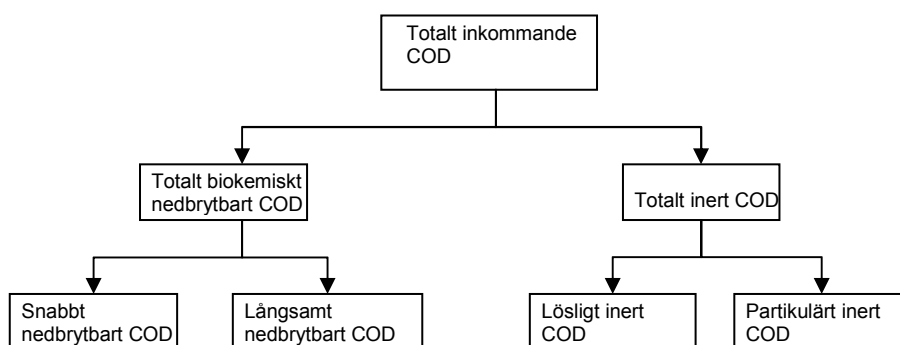 Totalt inkommande
COD
Totalt biokemiskt
nedbrytbart COD
Totalt inert COD
Snabbt
nedbrytbart COD
Långsamt
nedbrytbart COD
Lösligt inert
COD
Partikulärt inert
COD